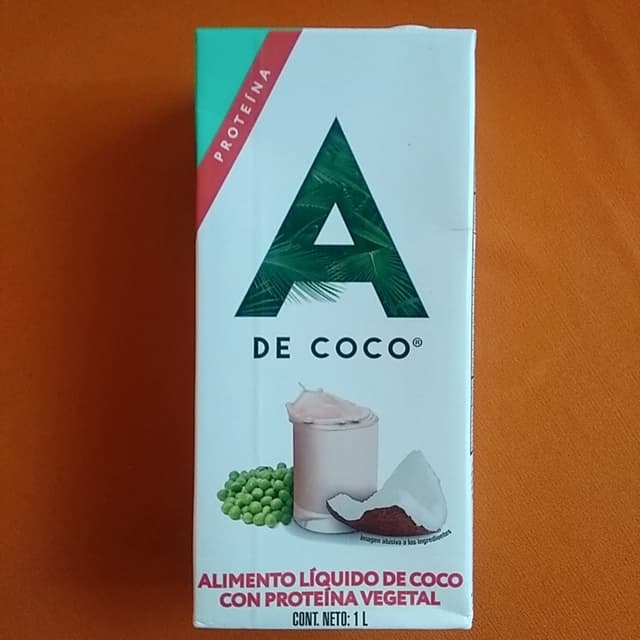 PROTEÍNA
A
DE COCO®
Imagen alusiva a los ingredientes
ALIMENTO LÍQUIDO DE COCO
CON PROTEÍNA VEGETAL
CONT. NETO: 1 L